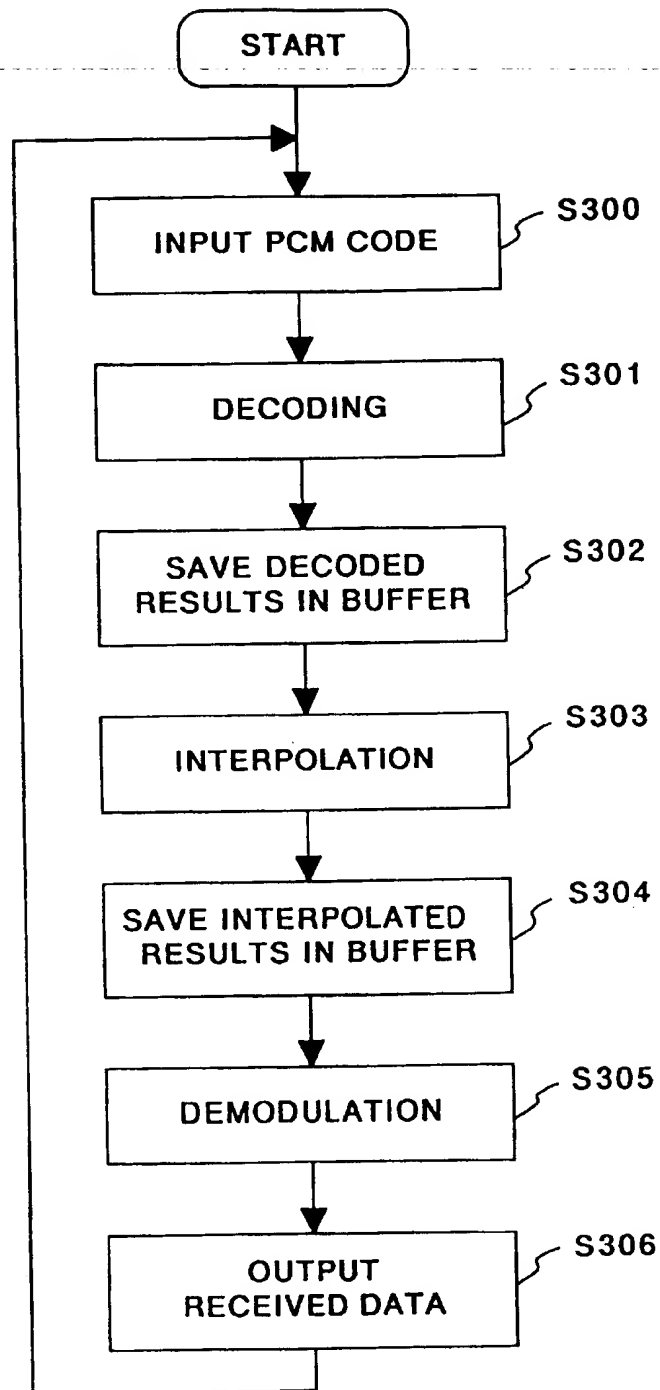 START
INPUT PCM CODE
S300
DECODING
S301
SAVE DECODED
RESULTS IN BUFFER
S302
INTERPOLATION
S303
SAVE INTERPOLATED
RESULTS IN BUFFER
S304
DEMODULATION
S305
OUTPUT
RECEIVED DATA
S306